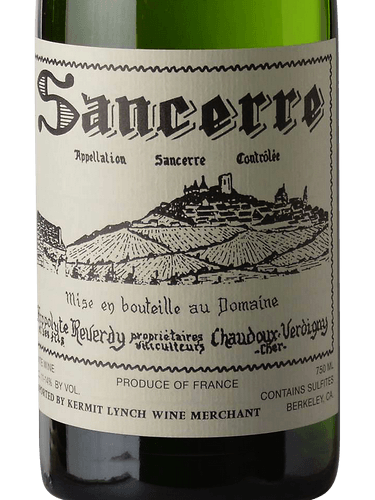 Sancerre
Appellation Sancerre Contrôlée
Mise en bouteille au Domaine
Reverdy propriétaires viticulteurs Chaudoux-Verdigny
-Cher-
WINE 750 ML
BY VOL. PRODUCE OF FRANCE CONTAINS SULFITES
BY KERMIT LYNCH WINE MERCHANT BERKELEY, CA